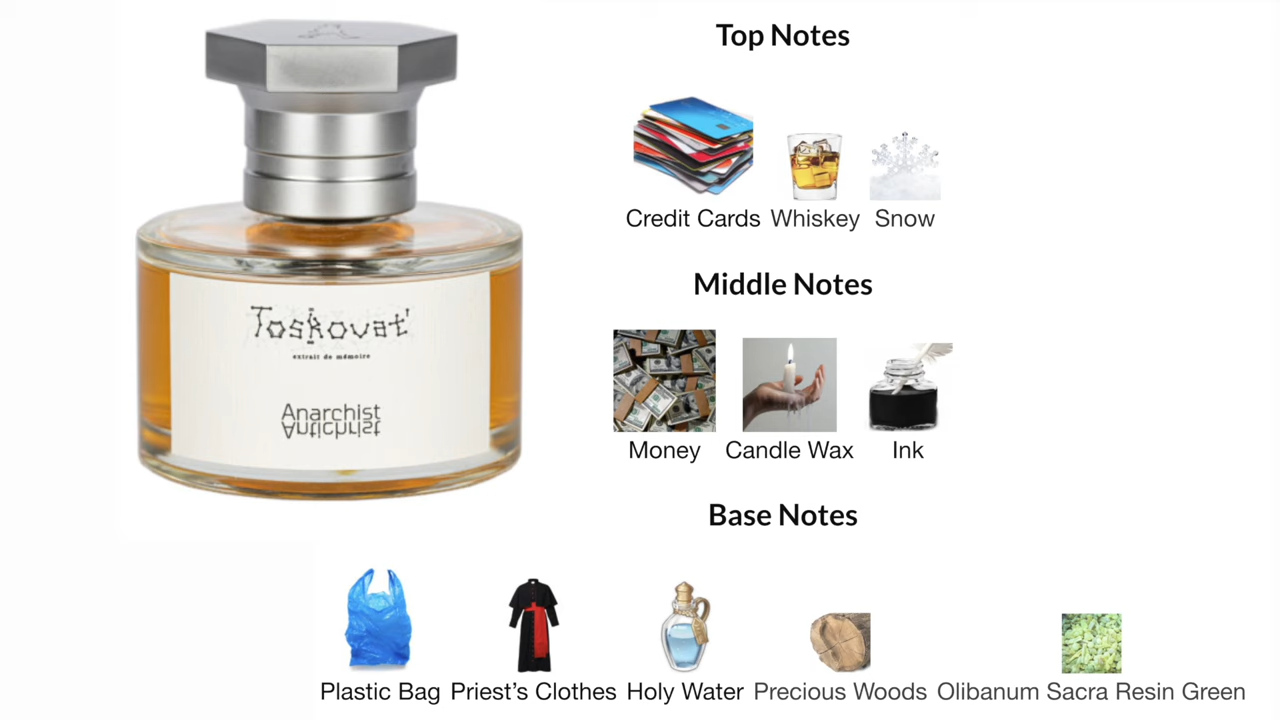 Top Notes
Credit Cards Whiskey Snow
Middle Notes
Money Candle Wax Ink
Base Notes
Plastic Bag Priest’s Clothes Holy Water Precious Woods Olibanum Sacra Resin Green
Toskovat'
extrait de mémoire
Anarchist
Antichrist